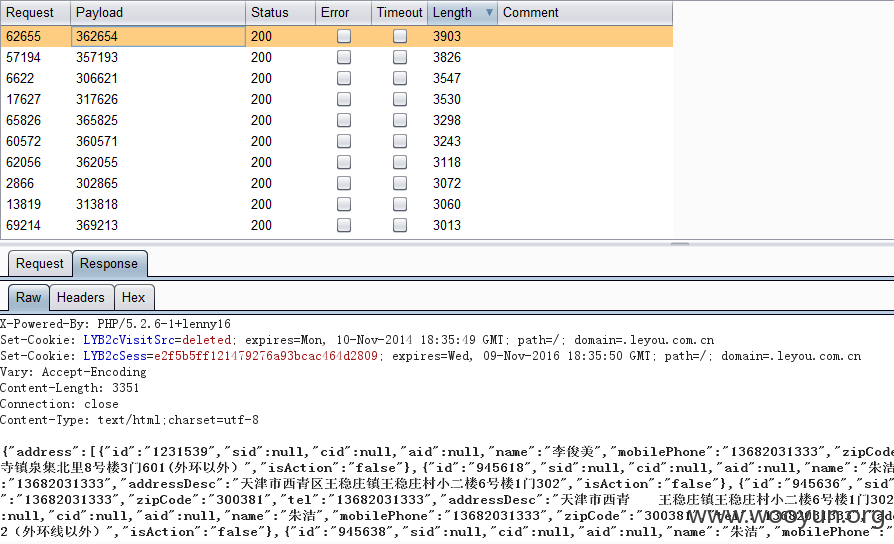 Request Payload Status Error Timeout Length Comment
62655 362654 200 3903
57194 357193 200 3826
6622 306621 200 3547
17627 317626 200 3530
65826 365825 200 3298
60572 360571 200 3243
62056 362055 200 3118
2866 302865 200 3072
13819 313818 200 3060
69214 369213 200 3013
Request Response
Raw Headers Hex
X-Powered-By: PHP/5.2.6-1+lenny16
Set-Cookie: LYB2cVisitSrc=deleted; expires=Mon, 10-Nov-2014 18:35:49 GMT; path=/; domain=.leyou.com.cn
Set-Cookie: LYB2cSess=e2f5b5ff121479276a93bcac464d2809; expires=Wed, 09-Nov-2016 18:35:50 GMT; path=/; domain=.leyou.com.cn
Vary: Accept-Encoding
Content-Length: 3351
Connection: close
Content-Type: text/html;charset=utf-8
{"address":[{"id":"1231539","sid":null,"cid":null,"aid":null,"name":"李俊美","mobilePhone":"13682031333","zipCode
寺镇泉集北里8号楼3门601(外环以外)","isAction":"false"},{"id":"945618","sid":null,"cid":null,"aid":null,"name":"朱洁
:"13682031333","addressDesc":"天津市西青区王稳庄镇王稳庄村小二楼6号楼1门302","isAction":"false"},{"id":"945636","sid"
":"13682031333","zipCode":"300381","tel":"13682031333","addressDesc":"天津市西青 王稳庄镇王稳庄村小二楼6号楼1门302
:null,"cid":null,"aid":null,"name":"朱洁","mobilePhone":"13682031333","zipCode":"300381","tel":"13682031333","addressDesc
2(外环线以外)","isAction":"false"},{"id":"945638","sid":null,"cid":null,"aid":null,"name":"朱洁","mobilePhone":"
www.wooyun.org